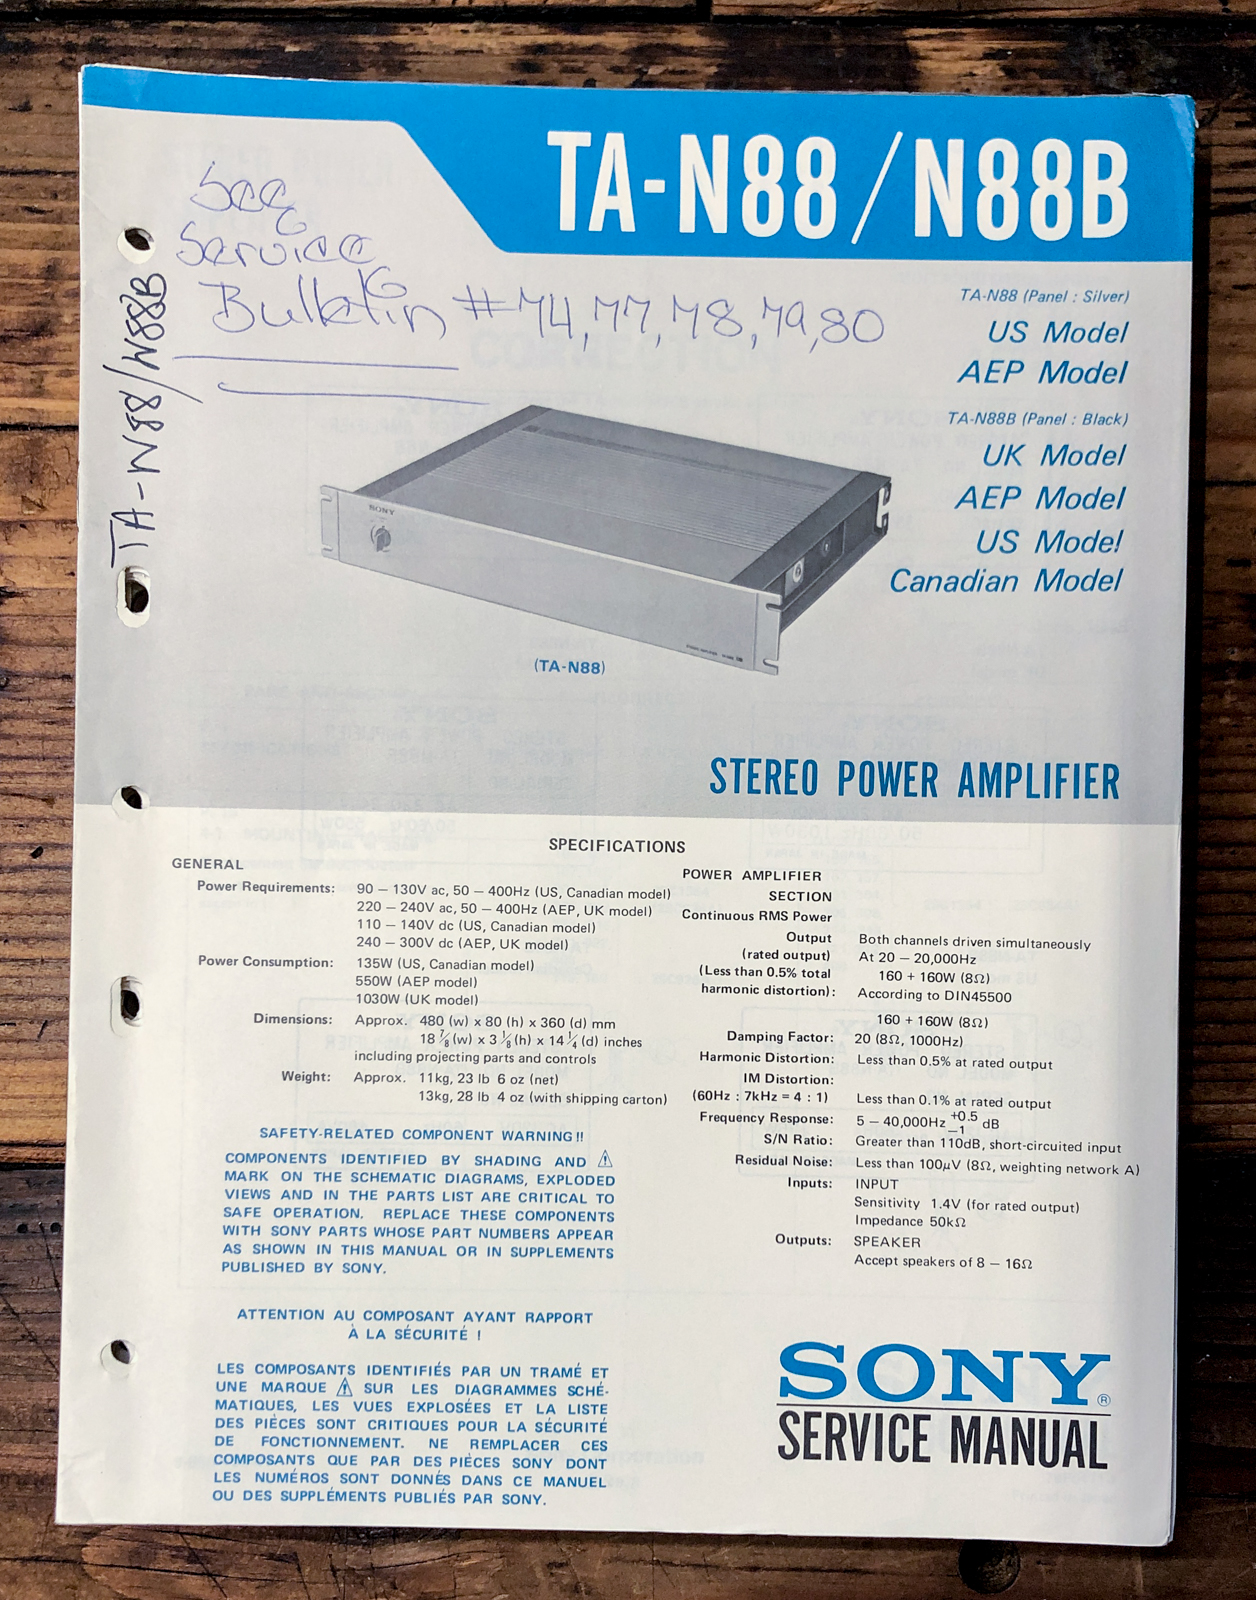 TA-N88 / N88B
See
Service
Bulletin #74, 77, 78, 79, 80
TA-N88/N88B
TA-N88 (Panel : Silver)
US Model
AEP Model
TA-N88B (Panel : Black)
UK Model
AEP Model
US Model
Canadian Model
SONY
(TA-N88)
STEREO POWER AMPLIFIER
SPECIFICATIONS
GENERAL
Power Requirements: 90 – 130V ac, 50 – 400Hz (US, Canadian model)
220 – 240V ac, 50 – 400Hz (AEP, UK model)
110 – 140V dc (US, Canadian model)
240 – 300V dc (AEP, UK model)
Power Consumption: 135W (US, Canadian model)
550W (AEP model)
1030W (UK model)
Dimensions: Approx. 480 (w) x 80 (h) x 360 (d) mm
18 7/8 (w) x 3 1/8 (h) x 14 1/4 (d) inches
including projecting parts and controls
Weight: Approx. 11kg, 23 lb 6 oz (net)
13kg, 28 lb 4 oz (with shipping carton)
SAFETY-RELATED COMPONENT WARNING!!
COMPONENTS IDENTIFIED BY SHADING AND ⚠
MARK ON THE SCHEMATIC DIAGRAMS, EXPLODED
VIEWS AND IN THE PARTS LIST ARE CRITICAL TO
SAFE OPERATION. REPLACE THESE COMPONENTS
WITH SONY PARTS WHOSE PART NUMBERS APPEAR
AS SHOWN IN THIS MANUAL OR IN SUPPLEMENTS
PUBLISHED BY SONY.
ATTENTION AU COMPOSANT AYANT RAPPORT
À LA SÉCURITÉ !
LES COMPOSANTS IDENTIFIÉS PAR UN TRAMÉ ET
UNE MARQUE ⚠ SUR LES DIAGRAMMES SCHÉ-
MATIQUES, LES VUES EXPLOSÉES ET LA LISTE
DES PIÈCES SONT CRITIQUES POUR LA SÉCURITÉ
DE FONCTIONNEMENT. NE REMPLACER CES
COMPOSANTS QUE PAR DES PIÈCES SONY DONT
LES NUMÉROS SONT DONNÉS DANS CE MANUEL
OU DES SUPPLÉMENTS PUBLIÉS PAR SONY.
POWER AMPLIFIER
SECTION
Continuous RMS Power
Output Both channels driven simultaneously
(rated output) At 20 – 20,000Hz
(Less than 0.5% total 160 + 160W (8Ω)
harmonic distortion): According to DIN45500
160 + 160W (8Ω)
Damping Factor: 20 (8Ω, 1000Hz)
Harmonic Distortion: Less than 0.5% at rated output
IM Distortion:
(60Hz : 7kHz = 4 : 1) Less than 0.1% at rated output
Frequency Response: 5 – 40,000Hz +0.5 –1 dB
S/N Ratio: Greater than 110dB, short-circuited input
Residual Noise: Less than 100μV (8Ω, weighting network A)
Inputs: INPUT
Sensitivity 1.4V (for rated output)
Impedance 50kΩ
Outputs: SPEAKER
Accept speakers of 8 – 16Ω
SONY®
SERVICE MANUAL